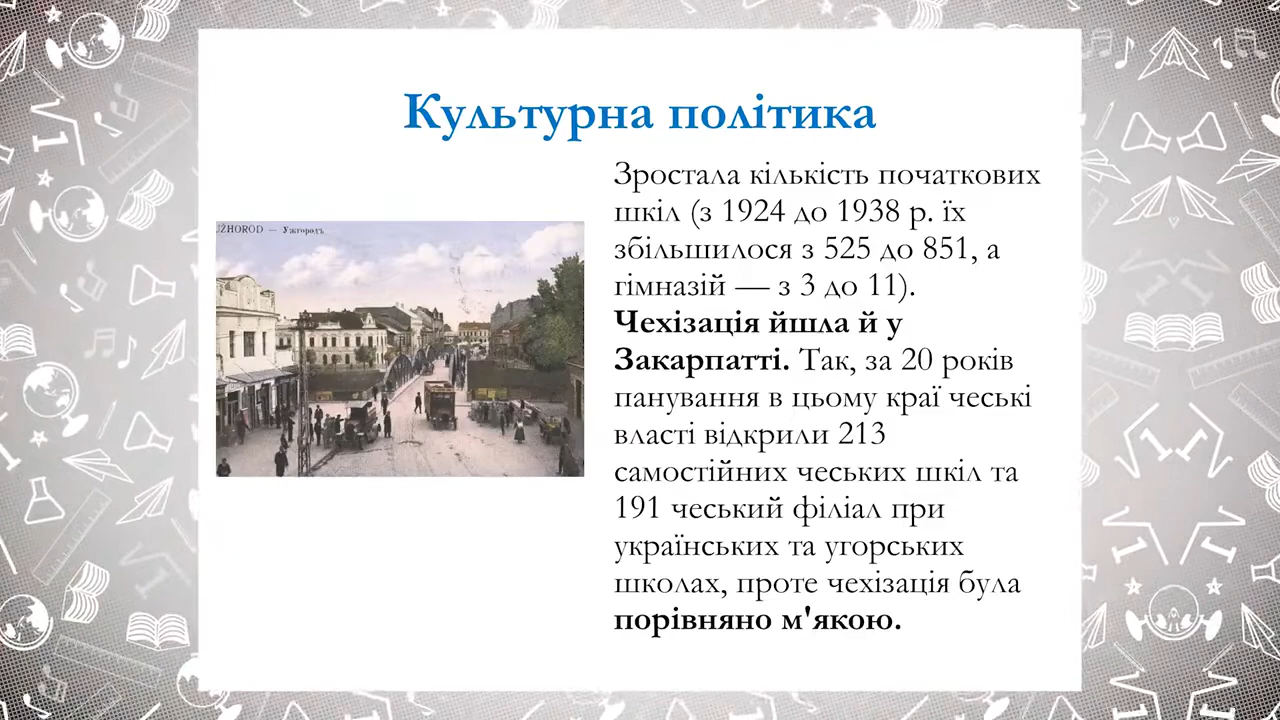 Культурна політика
UŽHOROD — Ужгородъ
Зростала кількість початкових
шкіл (з 1924 до 1938 р. їх
збільшилося з 525 до 851, а
гімназій — з 3 до 11).
Чехізація йшла й у
Закарпатті. Так, за 20 років
панування в цьому краї чеські
власті відкрили 213
самостійних чеських шкіл та
191 чеський філіал при
українських та угорських
школах, проте чехізація була
порівняно м'якою.